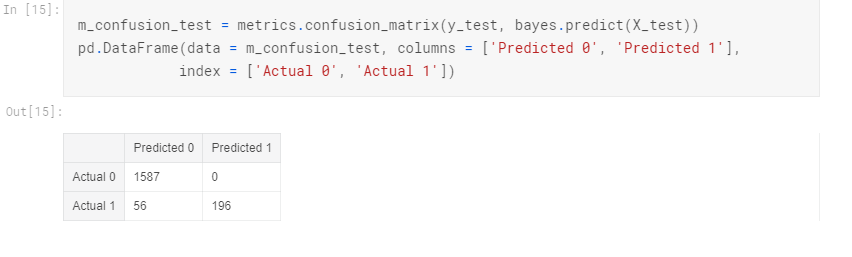 In [15]:
m_confusion_test = metrics.confusion_matrix(y_test, bayes.predict(X_test))
pd.DataFrame(data = m_confusion_test, columns = ['Predicted 0', 'Predicted 1'],
index = ['Actual 0', 'Actual 1'])
Out[15]:
Predicted 0 Predicted 1
Actual 0 1587 0
Actual 1 56 196